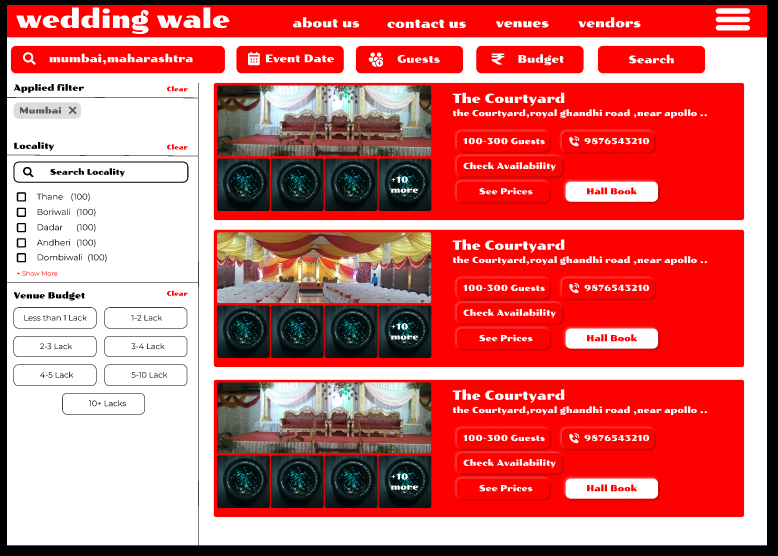 wedding wale about us contact us venues vendors
mumbai,maharashtra Event Date Guests Budget Search
Applied filter Clear
Mumbai
Locality Clear
Search Locality
Thane (100)
Boriwali (100)
Dadar (100)
Andheri (100)
Dombiwali (100)
+ Show More
Venue Budget Clear
Less than 1 Lack 1-2 Lack
2-3 Lack 3-4 Lack
4-5 Lack 5-10 Lack
10+ Lacks
The Courtyard
the Courtyard,royal ghandhi road ,near apollo ..
100-300 Guests 9876543210
Check Availability
See Prices Hall Book
+10
more
The Courtyard
the Courtyard,royal ghandhi road ,near apollo ..
100-300 Guests 9876543210
Check Availability
See Prices Hall Book
+10
more
The Courtyard
the Courtyard,royal ghandhi road ,near apollo ..
100-300 Guests 9876543210
Check Availability
See Prices Hall Book
+10
more